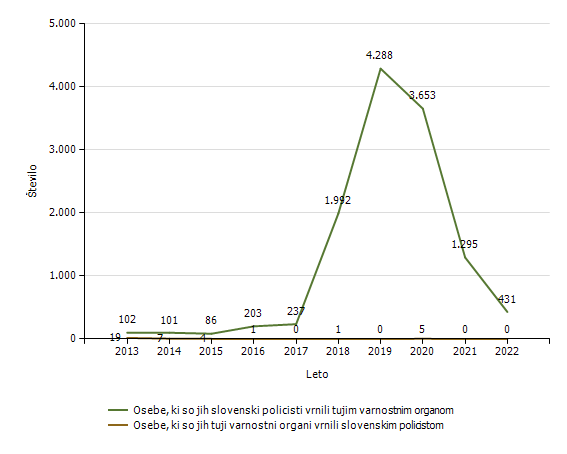 5.000
4.288
4.000
3.653
3.000
Število
1.992
2.000
1.295
1.000
102 101 86 203 237 431
0 19 7 4 1 0 1 0 5 0 0
2013 2014 2015 2016 2017 2018 2019 2020 2021 2022
Leto
Osebe, ki so jih slovenski policisti vrnili tujim varnostnim organom
Osebe, ki so jih tuji varnostni organi vrnili slovenskim policistom